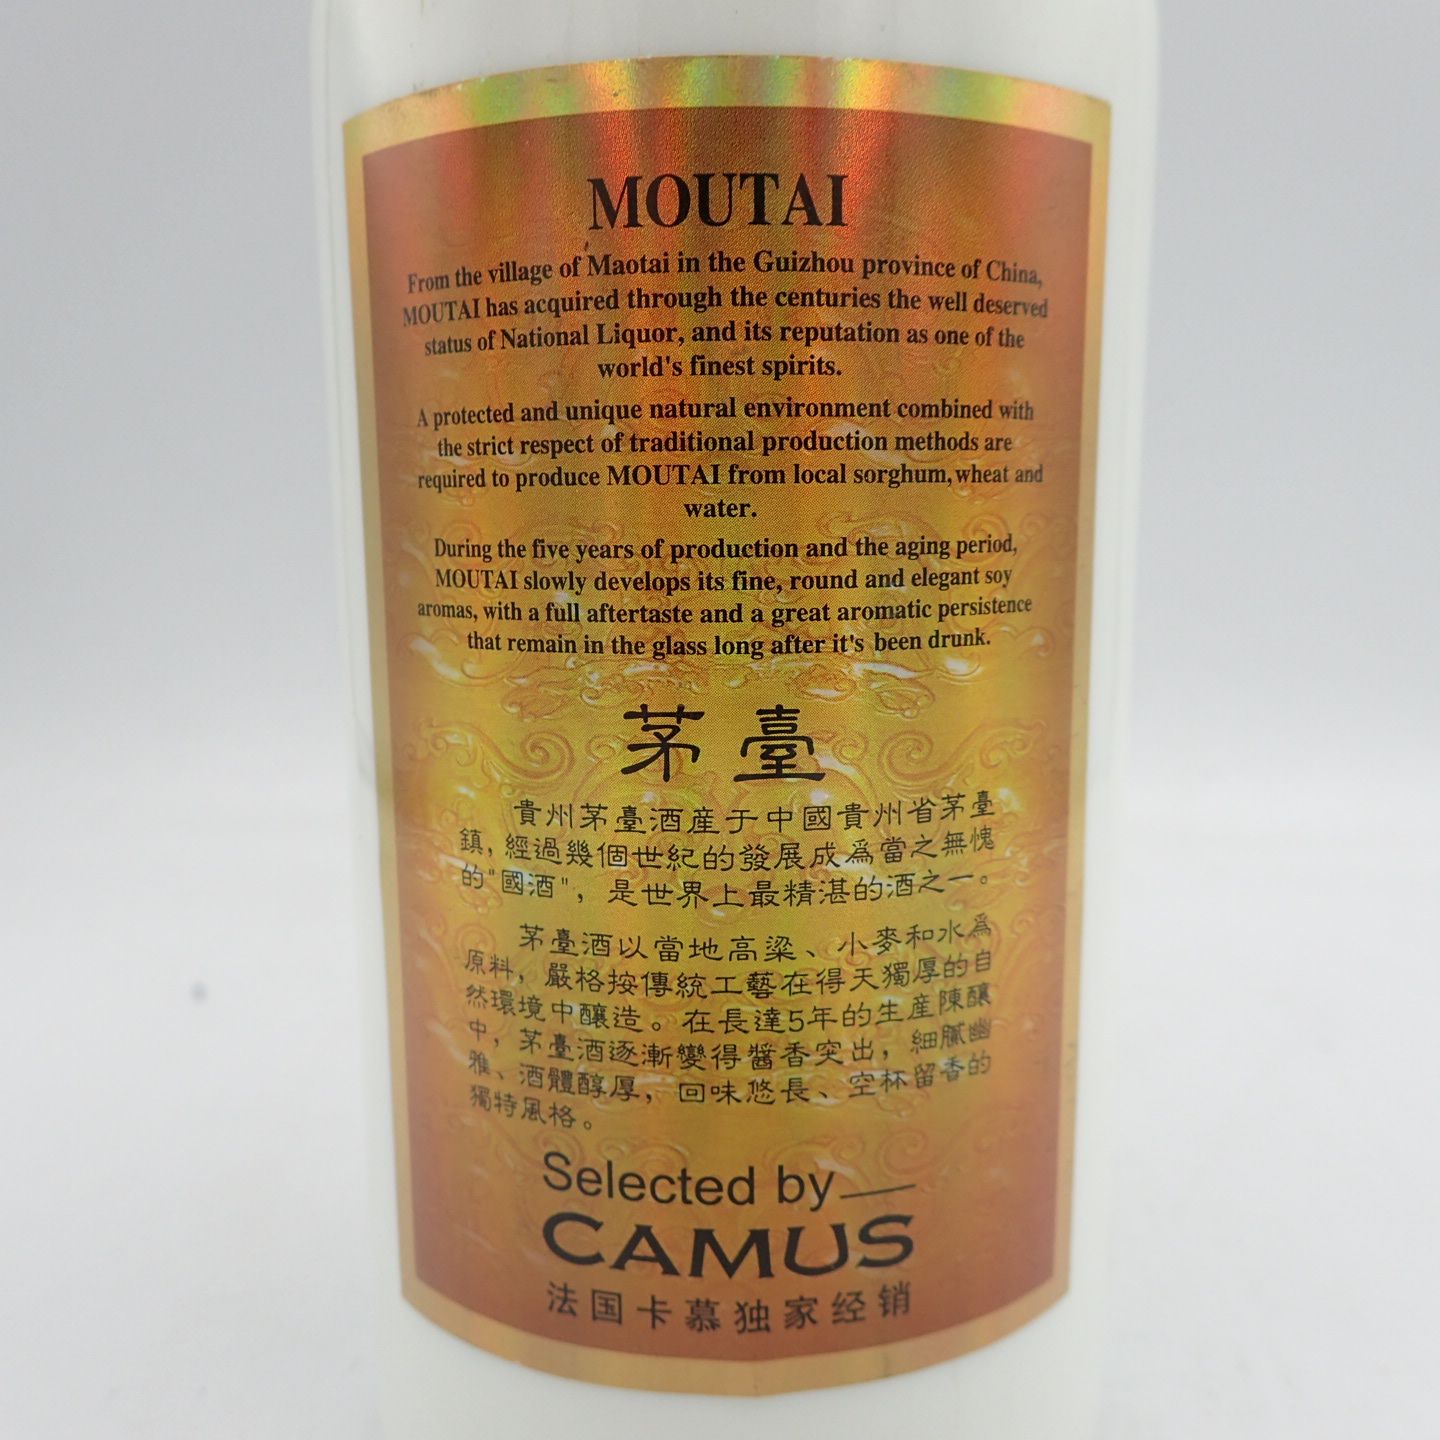 MOUTAI
From the village of Maotai in the Guizhou province of China,
MOUTAI has acquired through the centuries the well deserved
status of National Liquor, and its reputation as one of the
world's finest spirits.
A protected and unique natural environment combined with
the strict respect of traditional production methods are
required to produce MOUTAI from local sorghum, wheat and
water.
During the five years of production and the aging period,
MOUTAI slowly develops its fine, round and elegant soy
aromas, with a full aftertaste and a great aromatic persistence
that remain in the glass long after it's been drunk.
茅臺
貴州茅臺酒産于中國貴州省茅臺
鎮，經過幾個世紀的發展成爲當之無愧
的"國酒"，是世界上最精湛的酒之一。
茅臺酒以當地高粱、小麥和水爲
原料，嚴格按傳統工藝在得天獨厚的自
然環境中釀造。在長達5年的生産陳釀
中，茅臺酒逐漸變得醬香突出，細膩幽
雅、酒體醇厚，回味悠長、空杯留香的
獨特風格。
Selected by
CAMUS
法国卡慕独家经销